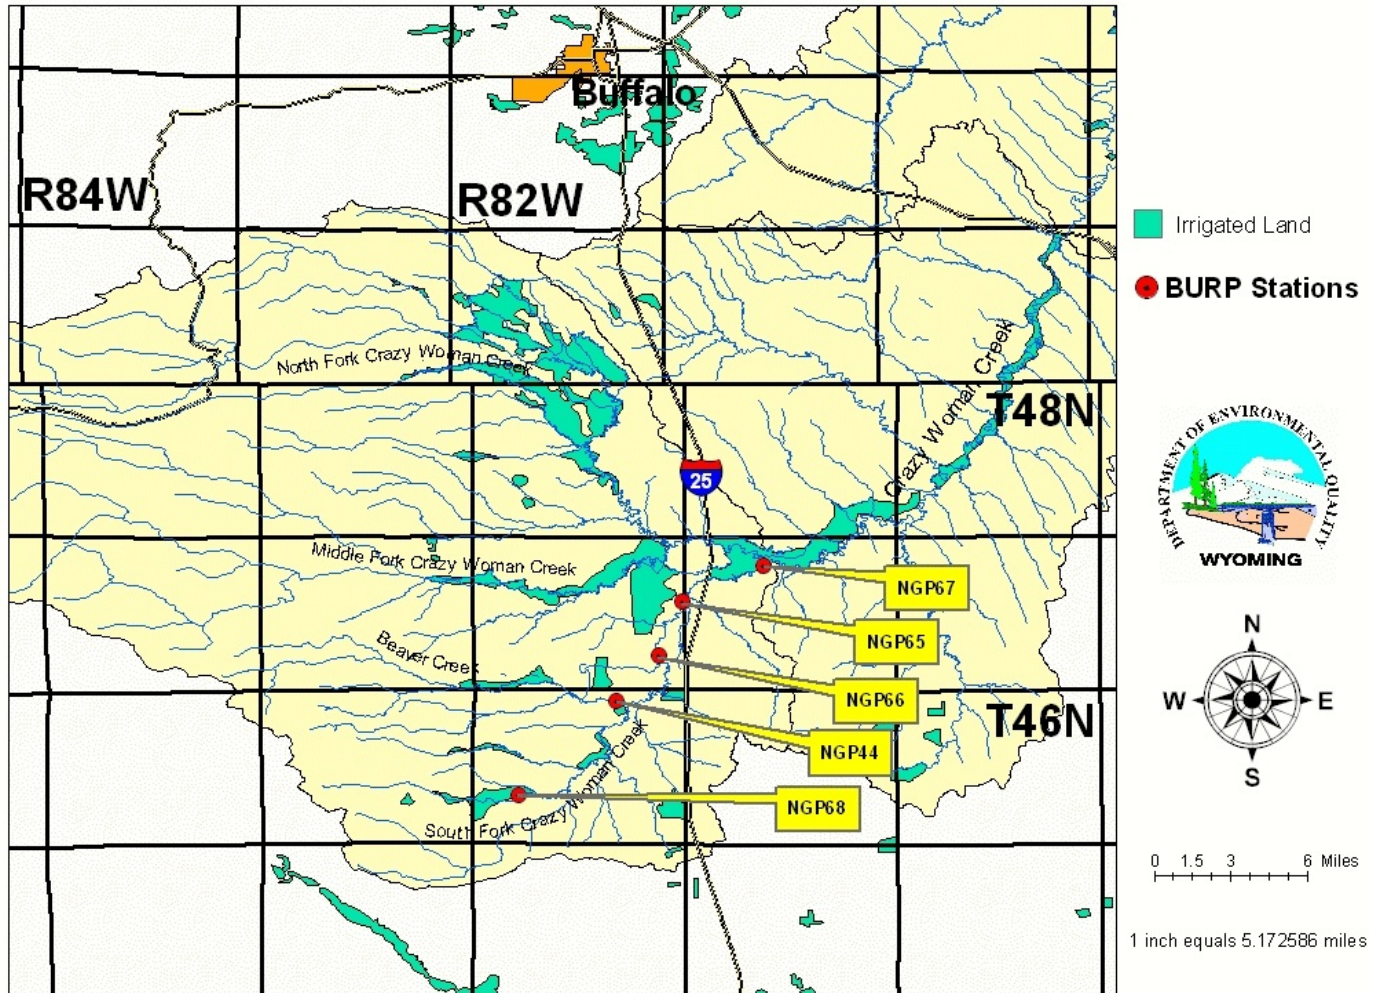 Buffalo
R84W
R82W
Irrigated Land
BURP Stations
North Fork Crazy Woman Creek
Crazy Woman Creek
T48N
25
DEPARTMENT OF ENVIRONMENTAL QUALITY
WYOMING
Middle Fork Crazy Woman Creek
NGP67
NGP65
Beaver Creek
NGP66
T46N
NGP44
South Fork Crazy Woman Creek
NGP68
N
W E
S
0 1.5 3 6 Miles
1 inch equals 5.172586 miles